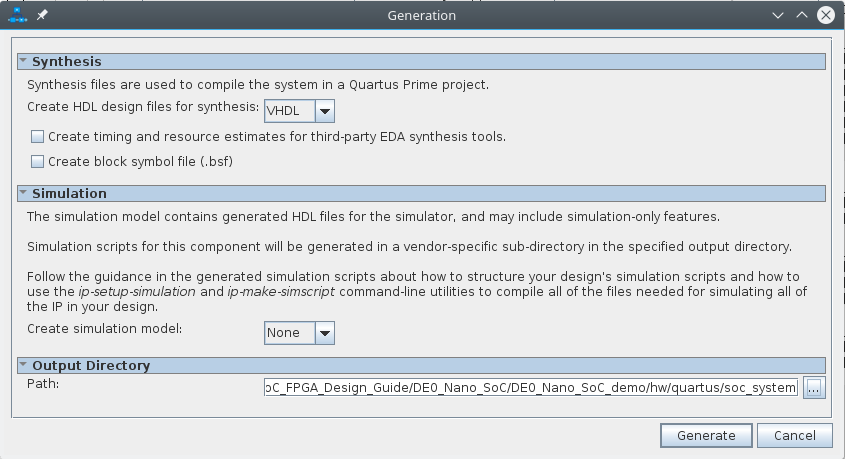 Generation
Synthesis
Synthesis files are used to compile the system in a Quartus Prime project.
Create HDL design files for synthesis: VHDL
Create timing and resource estimates for third-party EDA synthesis tools.
Create block symbol file (.bsf)
Simulation
The simulation model contains generated HDL files for the simulator, and may include simulation-only features.
Simulation scripts for this component will be generated in a vendor-specific sub-directory in the specified output directory.
Follow the guidance in the generated simulation scripts about how to structure your design's simulation scripts and how to
use the ip-setup-simulation and ip-make-simscript command-line utilities to compile all of the files needed for simulating all of
the IP in your design.
Create simulation model: None
Output Directory
Path: oC_FPGA_Design_Guide/DE0_Nano_SoC/DE0_Nano_SoC_demo/hw/quartus/soc_system ...
Generate Cancel